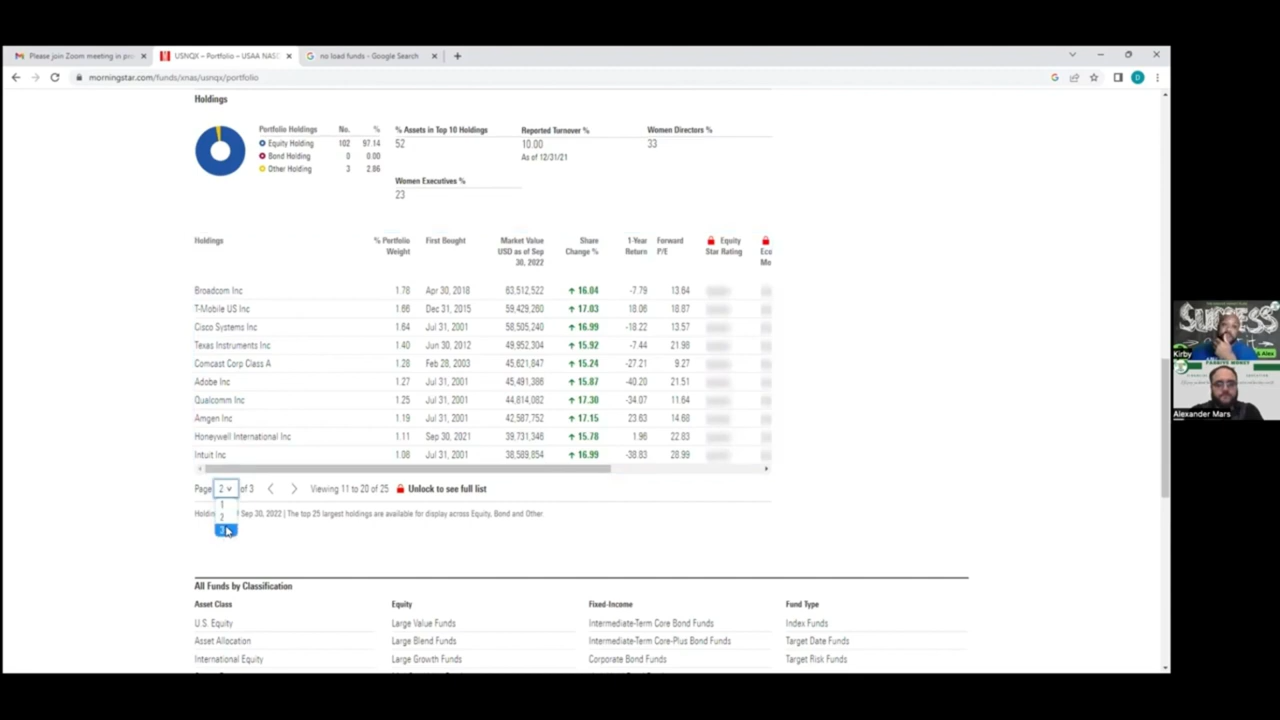 Please join Zoom meeting in pr
USNQX – Portfolio – USAA NAS
no load funds - Google Search
morningstar.com/funds/xnas/usnqx/portfolio
Holdings
Portfolio Holdings No. %
Equity Holding 102 97.14
Bond Holding 0 0.00
Other Holding 3 2.86
% Assets in Top 10 Holdings
52
Reported Turnover %
10.00
As of 12/31/21
Women Directors %
33
Women Executives %
23
Holdings % Portfolio Weight First Bought Market Value USD as of Sep 30, 2022 Share Change % 1-Year Return Forward P/E Equity Star Rating Eco Mo
Broadcom Inc 1.78 Apr 30, 2018 63,512,522 16.04 -7.79 13.64
T-Mobile US Inc 1.66 Dec 31, 2015 59,429,260 17.03 18.06 18.87
Cisco Systems Inc 1.64 Jul 31, 2001 58,505,240 16.99 -18.22 13.57
Texas Instruments Inc 1.40 Jun 30, 2012 49,952,304 15.92 -7.44 21.98
Comcast Corp Class A 1.28 Feb 28, 2003 45,621,847 15.24 -27.21 9.27
Adobe Inc 1.27 Jul 31, 2001 45,491,386 15.87 -40.20 21.51
Qualcomm Inc 1.25 Jul 31, 2001 44,814,082 17.30 -34.07 11.64
Amgen Inc 1.19 Jul 31, 2001 42,587,752 17.15 23.63 14.68
Honeywell International Inc 1.11 Sep 30, 2021 39,731,346 15.78 1.96 22.83
Intuit Inc 1.08 Jul 31, 2001 38,589,854 16.99 -38.83 28.99
Page 2 of 3 Viewing 11 to 20 of 25 Unlock to see full list
1
2
3
Holdin Sep 30, 2022 | The top 25 largest holdings are available for display across Equity, Bond and Other
All Funds by Classification
Asset Class Equity Fixed-Income Fund Type
U.S. Equity Large Value Funds Intermediate-Term Core Bond Funds Index Funds
Asset Allocation Large Blend Funds Intermediate-Term Core-Plus Bond Funds Target Date Funds
International Equity Large Growth Funds Corporate Bond Funds Target Risk Funds
SUCCESS
Kirby
& Alex
Alexander Mars